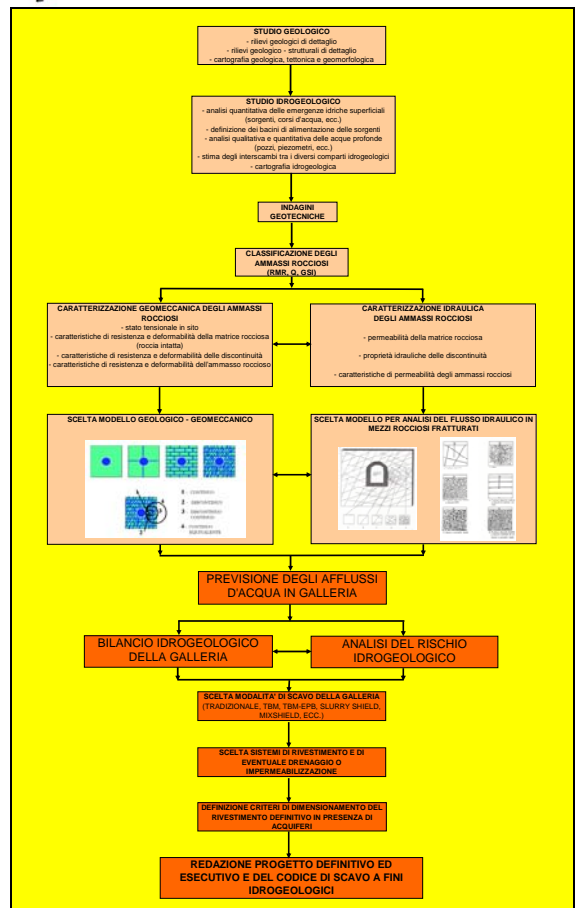 STUDIO GEOLOGICO
- rilievi geologici di dettaglio
- rilievi geologico - strutturali di dettaglio
- cartografia geologica, tettonica e geomorfologica
STUDIO IDROGEOLOGICO
- analisi quantitativa delle emergenze idriche superficiali
(sorgenti, corsi d'acqua, ecc.)
- definizione dei bacini di alimentazione delle sorgenti
- analisi qualitativa e quantitativa delle acque profonde
(pozzi, piezometri, ecc.)
- stima degli interscambi tra i diversi comparti idrogeologici
- cartografia idrogeologica
INDAGINI
GEOTECNICHE
CLASSIFICAZIONE DEGLI
AMMASSI ROCCIOSI
(RMR, Q, GSI)
CARATTERIZZAZIONE GEOMECCANICA DEGLI AMMASSI
ROCCIOSI
- stato tensionale in sito
- caratteristiche di resistenza e deformabilità della matrice rocciosa
(roccia intatta)
- caratteristiche di resistenza e deformabilità delle discontinuità
- caratteristiche di resistenza e deformabilità dell'ammasso roccioso
CARATTERIZZAZIONE IDRAULICA
DEGLI AMMASSI ROCCIOSI
- permeabilità della matrice rocciosa
- proprietà idrauliche delle discontinuità
- caratteristiche di permeabilità degli ammassi rocciosi
SCELTA MODELLO GEOLOGICO - GEOMECCANICO
SCELTA MODELLO PER ANALISI DEL FLUSSO IDRAULICO IN
MEZZI ROCCIOSI FRATTURATI
PREVISIONE DEGLI AFFLUSSI
D'ACQUA IN GALLERIA
BILANCIO IDROGEOLOGICO
DELLA GALLERIA
ANALISI DEL RISCHIO
IDROGEOLOGICO
SCELTA MODALITA' DI SCAVO DELLA GALLERIA
(TRADIZIONALE, TBM, TBM-EPB, SLURRY SHIELD,
MIXSHIELD, ECC.)
SCELTA SISTEMI DI RIVESTIMENTO E DI
EVENTUALE DRENAGGIO O
IMPERMEABILIZZAZIONE
DEFINIZIONE CRITERI DI DIMENSIONAMENTO DEL
RIVESTIMENTO DEFINITIVO IN PRESENZA DI
ACQUIFERI
REDAZIONE PROGETTO DEFINITIVO ED
ESECUTIVO E DEL CODICE DI SCAVO A FINI
IDROGEOLOGICI